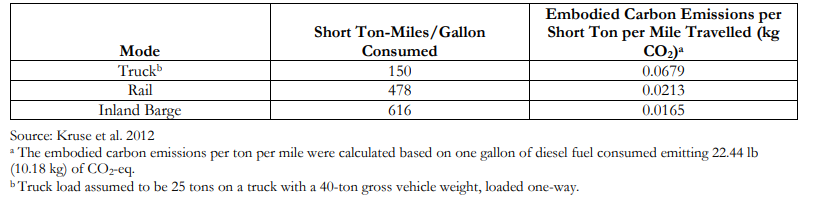 Mode
Short Ton-Miles/Gallon
Consumed
Embodied Carbon Emissions per
Short Ton per Mile Travelled (kg
CO₂)ᵃ
Truckᵇ 150 0.0679
Rail 478 0.0213
Inland Barge 616 0.0165
Source: Kruse et al. 2012
ᵃ The embodied carbon emissions per ton per mile were calculated based on one gallon of diesel fuel consumed emitting 22.44 lb
(10.18 kg) of CO₂-eq.
ᵇ Truck load assumed to be 25 tons on a truck with a 40-ton gross vehicle weight, loaded one-way.